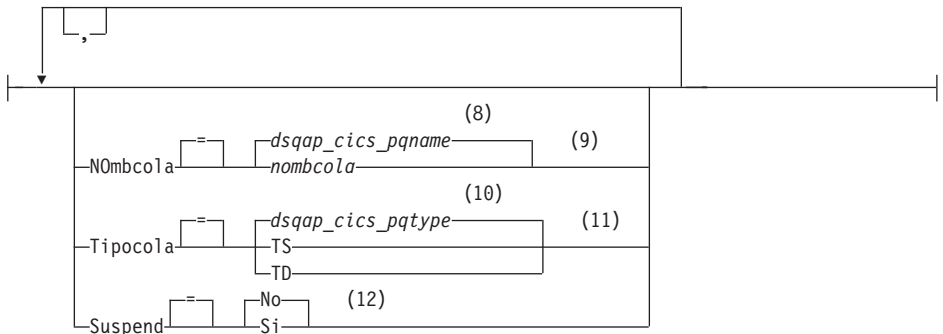 ,
(8)
= dsqap_cics_pqname (9)
NOmbcola nombcola
(10)
= dsqap_cics_pqtype (11)
Tipocola TS
TD
= No (12)
Suspend Si